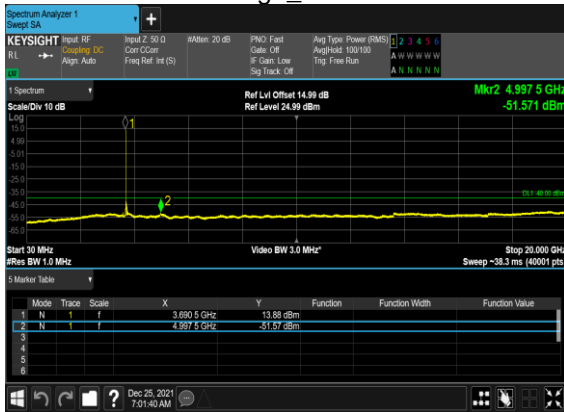 Spectrum Analyzer 1
Swept SA
+
KEYSIGHT Input: RF Input Z: 50 Ω #Atten: 20 dB PNO: Fast Avg Type: Power (RMS) 1 2 3 4 5 6
RL Coupling: DC Corr CCorr Gate: Off Avg|Hold: 100/100 A W W W W W
Align: Auto Freq Ref: Int (S) IF Gain: Low Trig: Free Run
LXI Sig Track: Off A N N N N N
1 Spectrum Ref Lvl Offset 14.99 dB Mkr2 4.997 5 GHz
Scale/Div 10 dB Ref Level 24.99 dBm -51.571 dBm
Log
15.0
4.99
-5.01
-15.0
-25.0
-35.0
-45.0
-55.0
-65.0
1
2
DL1 -40.00 dBm
Start 30 MHz Video BW 3.0 MHz* Stop 20.000 GHz
#Res BW 1.0 MHz Sweep ~38.3 ms (40001 pts)
5 Marker Table
Mode Trace Scale X Y Function Function Width Function Value
1 N 1 f 3.690 5 GHz 13.88 dBm
2 N 1 f 4.997 5 GHz -51.57 dBm
3
4
5
6
? Dec 25, 2021
7:01:40 AM